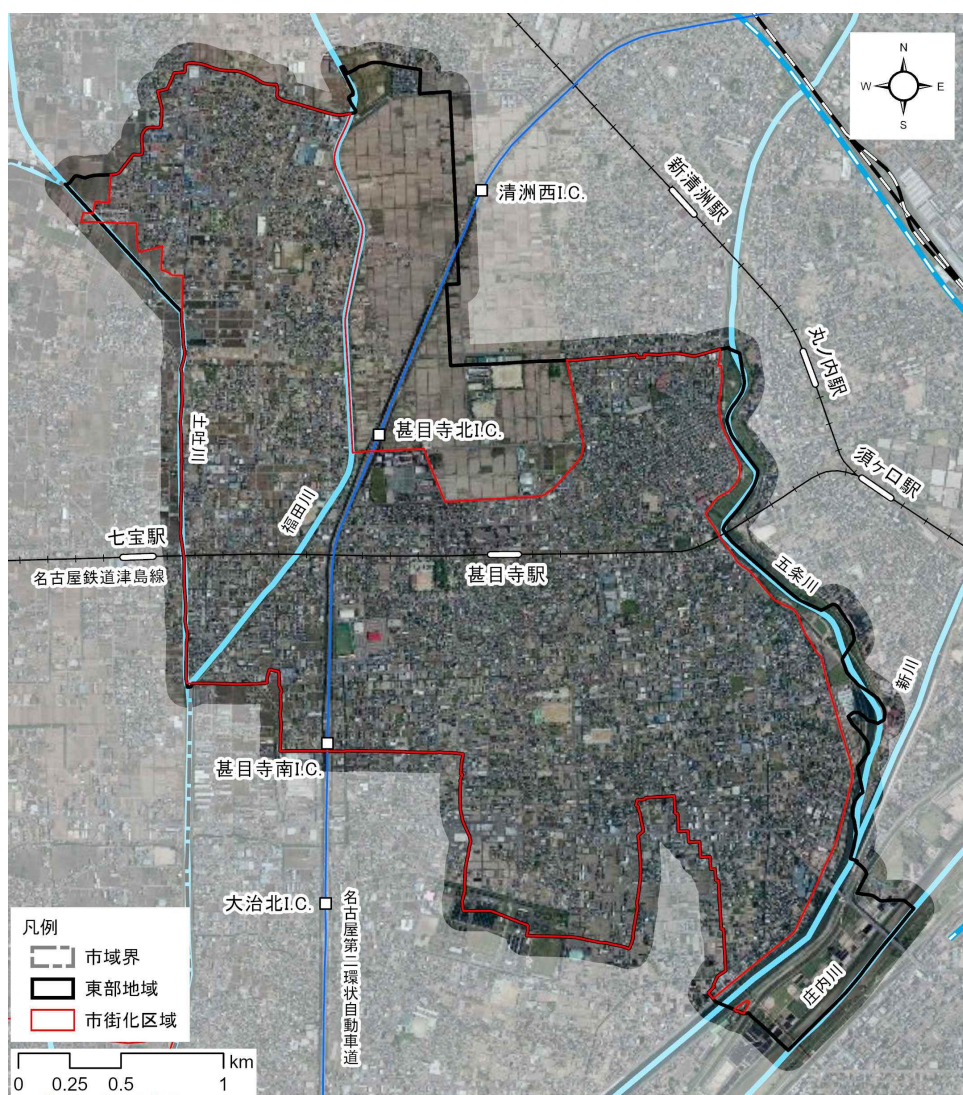 N
W
E
S
清洲西I.C.
新清洲駅
丸ノ内駅
甚目寺北I.C.
須ヶ口駅
土吐川
福田川
七宝駅
名古屋鉄道津島線
甚目寺駅
五条川
新川
甚目寺南I.C.
大治北I.C.
名古屋第二環状自動車道
庄内川
凡例
市域界
東部地域
市街化区域
km
0 0.25 0.5 1